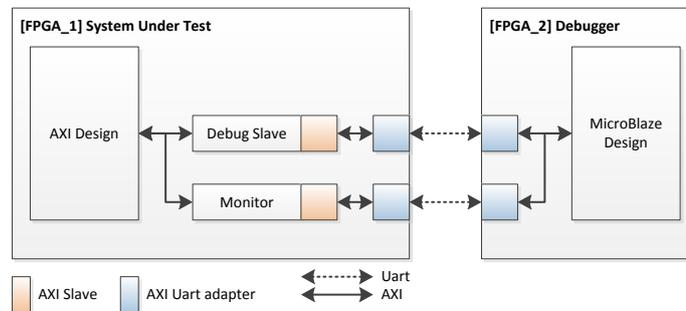 [FPGA_1] System Under Test
[FPGA_2] Debugger
AXI Design
Debug Slave
MicroBlaze
Design
Monitor
AXI Slave
AXI Uart adapter
Uart
AXI